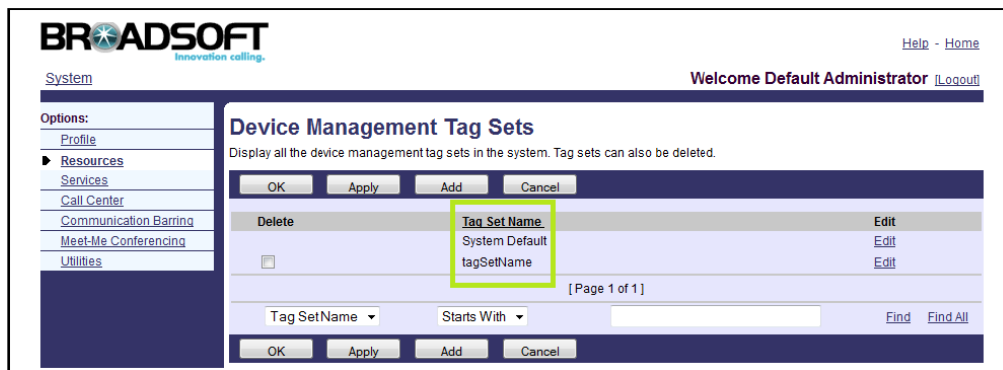 BROADSOFT
Innovation calling.
Help - Home
System
Welcome Default Administrator [Logout]
Options:
Profile
Resources
Services
Call Center
Communication Barring
Meet-Me Conferencing
Utilities
Device Management Tag Sets
Display all the device management tag sets in the system. Tag sets can also be deleted.
OK Apply Add Cancel
Delete Tag Set Name Edit
System Default Edit
tagSetName Edit
[ Page 1 of 1 ]
Tag SetName Starts With Find Find All
OK Apply Add Cancel